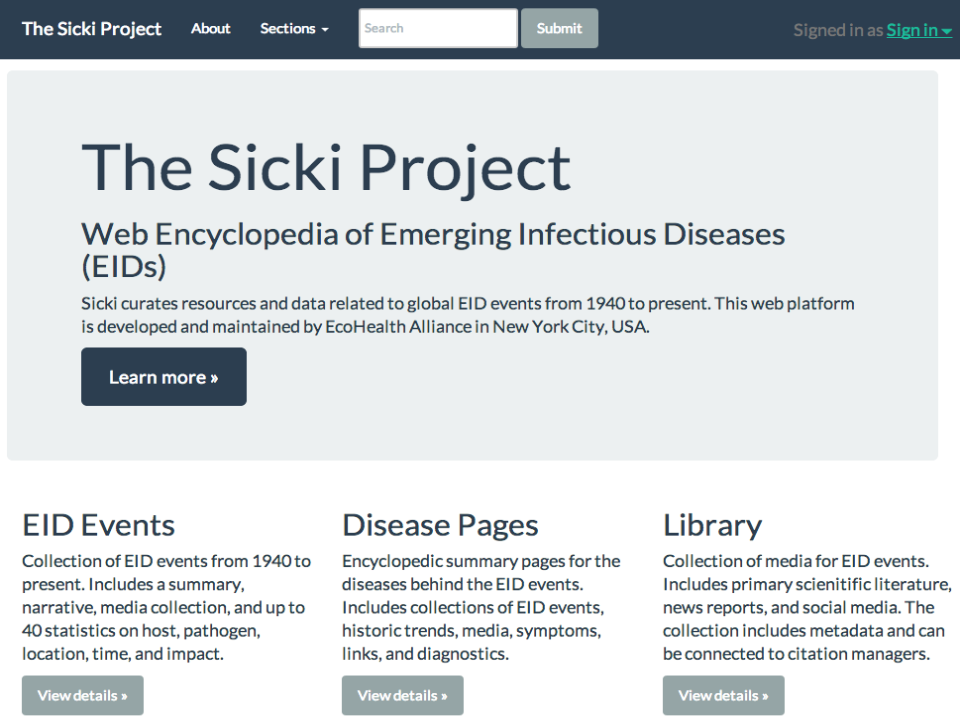 The Sicki Project About Sections Search Submit Signed in as Sign in
The Sicki Project
Web Encyclopedia of Emerging Infectious Diseases
(EIDs)
Sicki curates resources and data related to global EID events from 1940 to present. This web platform
is developed and maintained by EcoHealth Alliance in New York City, USA.
Learn more »
EID Events
Collection of EID events from 1940 to
present. Includes a summary,
narrative, media collection, and up to
40 statistics on host, pathogen,
location, time, and impact.
View details »
Disease Pages
Encyclopedic summary pages for the
diseases behind the EID events.
Includes collections of EID events,
historic trends, media, symptoms,
links, and diagnostics.
View details »
Library
Collection of media for EID events.
Includes primary scienitific literature,
news reports, and social media. The
collection includes metadata and can
be connected to citation managers.
View details »